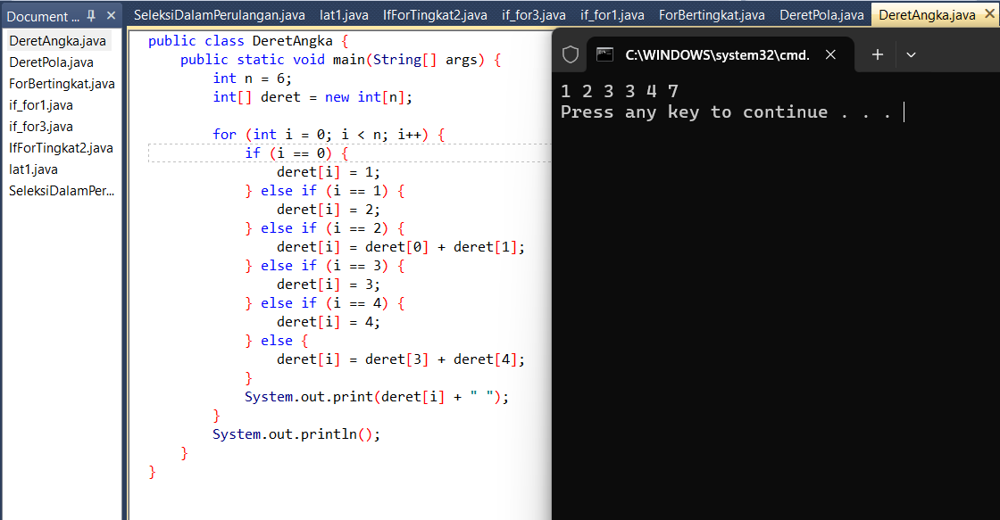 Document ...
SeleksiDalamPerulangan.java lat1.java IfForTingkat2.java if_for3.java if_for1.java ForBertingkat.java DeretPola.java DeretAngka.java
DeretAngka.java
DeretPola.java
ForBertingkat.java
if_for1.java
if_for3.java
IfForTingkat2.java
lat1.java
SeleksiDalamPer...
public class DeretAngka {
public static void main(String[] args) {
int n = 6;
int[] deret = new int[n];
for (int i = 0; i < n; i++) {
if (i == 0) {
deret[i] = 1;
} else if (i == 1) {
deret[i] = 2;
} else if (i == 2) {
deret[i] = deret[0] + deret[1];
} else if (i == 3) {
deret[i] = 3;
} else if (i == 4) {
deret[i] = 4;
} else {
deret[i] = deret[3] + deret[4];
}
System.out.print(deret[i] + " ");
}
System.out.println();
}
}
C:\WINDOWS\system32\cmd.
1 2 3 3 4 7
Press any key to continue . . .